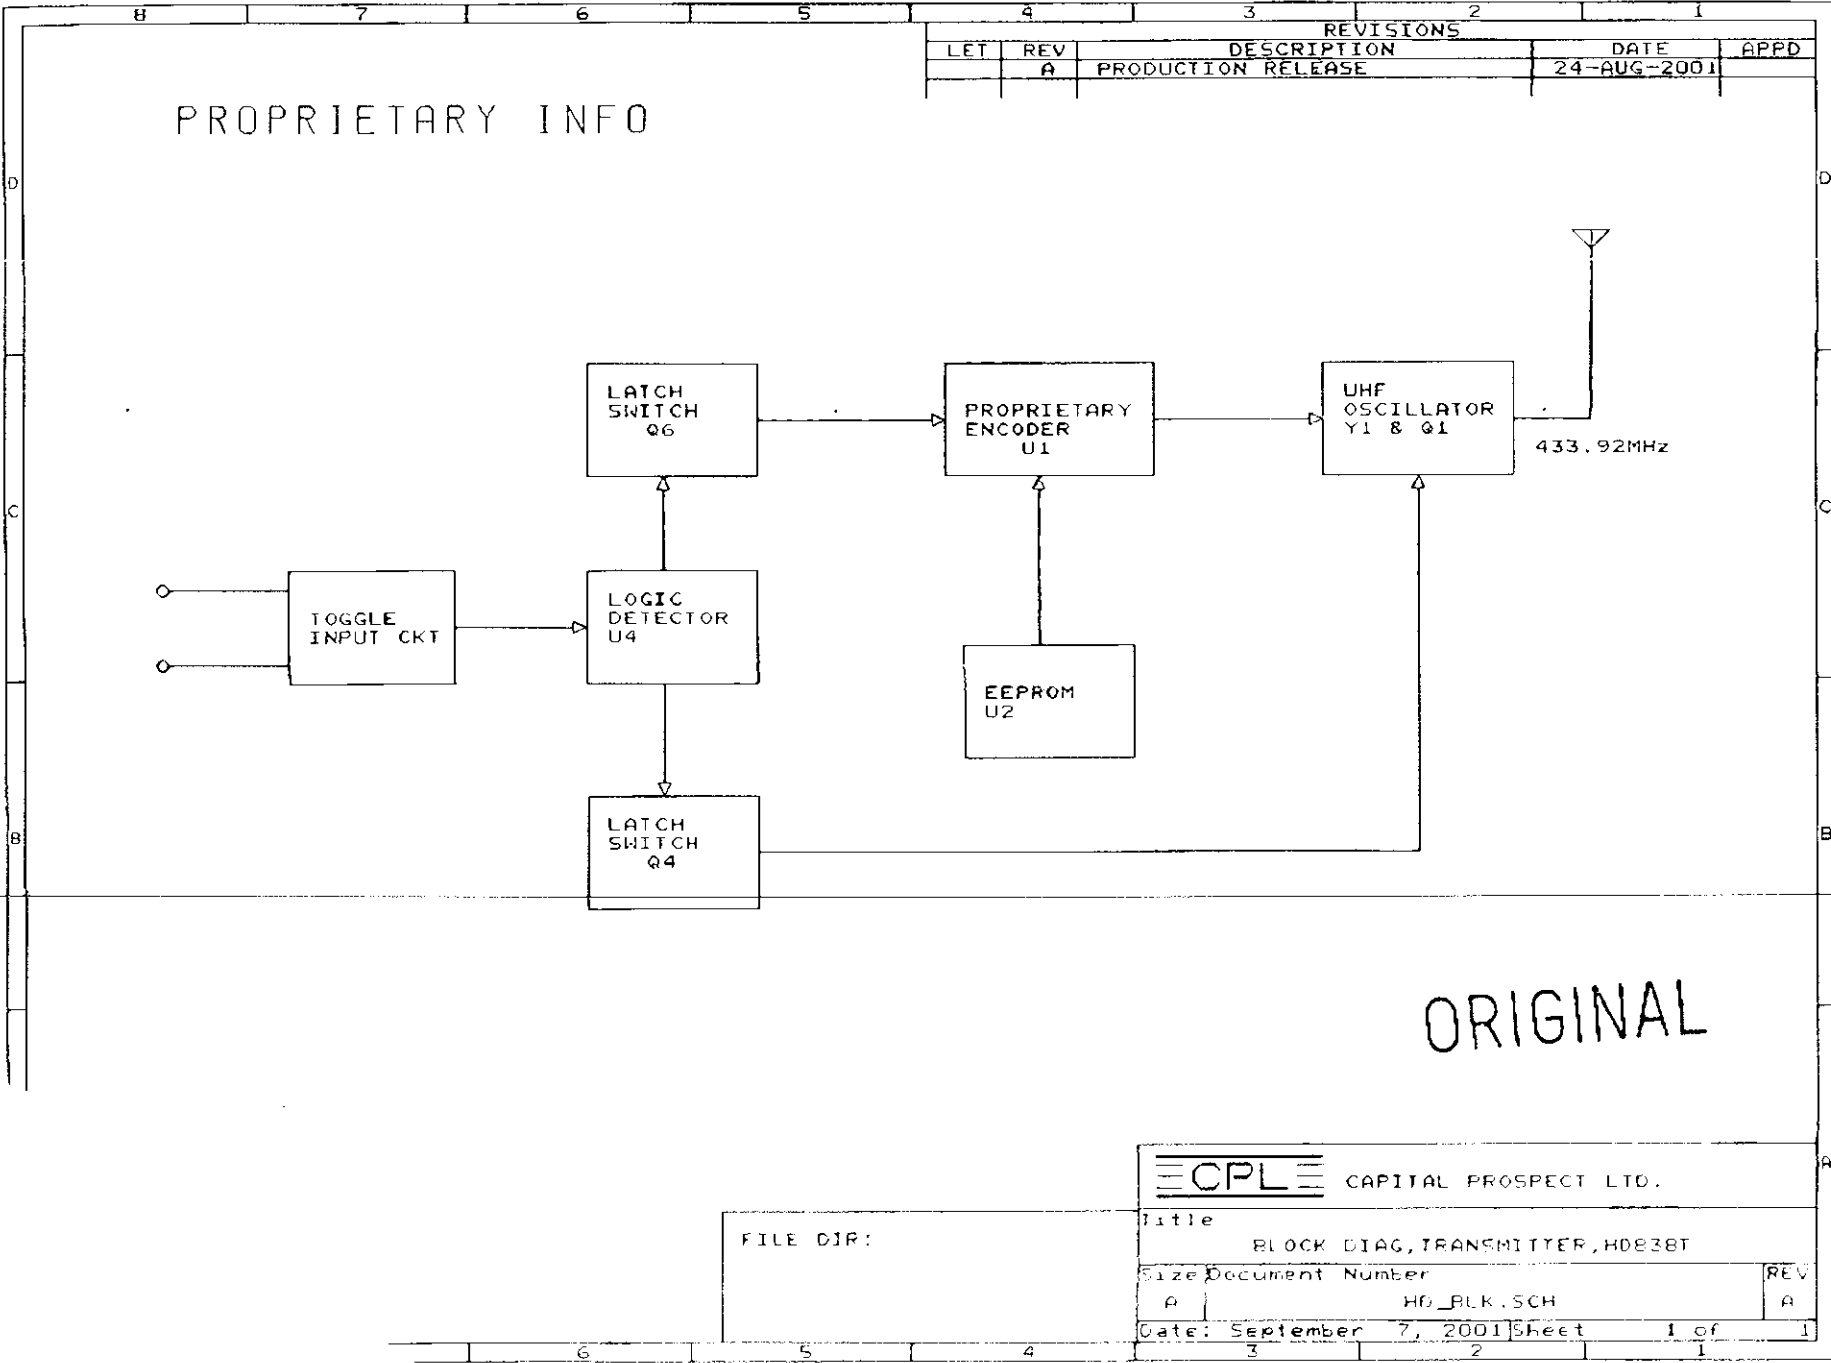 8 7 6 5 4 3 2 1
REVISIONS
LET REV DESCRIPTION DATE APPD
A PRODUCTION RELEASE 24-AUG-2001
PROPRIETARY INFO
D D
LATCH
SWITCH
Q6
PROPRIETARY
ENCODER
U1
UHF
OSCILLATOR
Y1 & Q1
433.92MHz
C C
TOGGLE
INPUT CKT
LOGIC
DETECTOR
U4
EEPROM
U2
LATCH
SWITCH
Q4
B B
ORIGINAL
A
CPL CAPITAL PROSPECT LTD.
Title
BLOCK DIAG,TRANSMITTER,HD838T
Size Document Number REV
A HD_BLK.SCH A
Date: September 7, 2001 Sheet 1 of 1
FILE DIR:
6 5 4 3 2 1